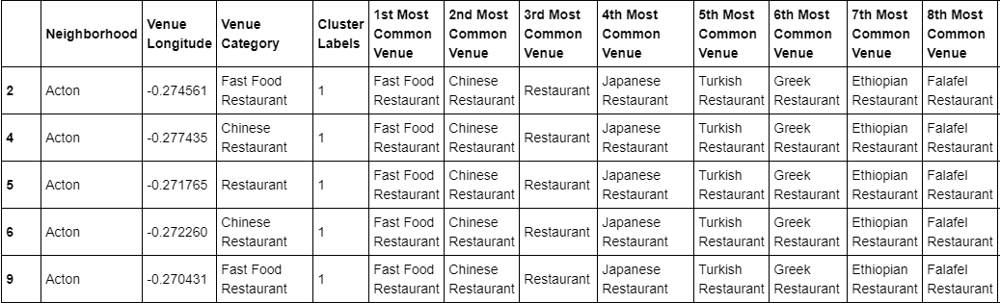 Neighborhood Venue Longitude Venue Category Cluster Labels 1st Most Common Venue 2nd Most Common Venue 3rd Most Common Venue 4th Most Common Venue 5th Most Common Venue 6th Most Common Venue 7th Most Common Venue 8th Most Common Venue
2 Acton -0.274561 Fast Food Restaurant 1 Fast Food Restaurant Chinese Restaurant Restaurant Japanese Restaurant Turkish Restaurant Greek Restaurant Ethiopian Restaurant Falafel Restaurant
4 Acton -0.277435 Chinese Restaurant 1 Fast Food Restaurant Chinese Restaurant Restaurant Japanese Restaurant Turkish Restaurant Greek Restaurant Ethiopian Restaurant Falafel Restaurant
5 Acton -0.271765 Restaurant 1 Fast Food Restaurant Chinese Restaurant Restaurant Japanese Restaurant Turkish Restaurant Greek Restaurant Ethiopian Restaurant Falafel Restaurant
6 Acton -0.272260 Chinese Restaurant 1 Fast Food Restaurant Chinese Restaurant Restaurant Japanese Restaurant Turkish Restaurant Greek Restaurant Ethiopian Restaurant Falafel Restaurant
9 Acton -0.270431 Fast Food Restaurant 1 Fast Food Restaurant Chinese Restaurant Restaurant Japanese Restaurant Turkish Restaurant Greek Restaurant Ethiopian Restaurant Falafel Restaurant